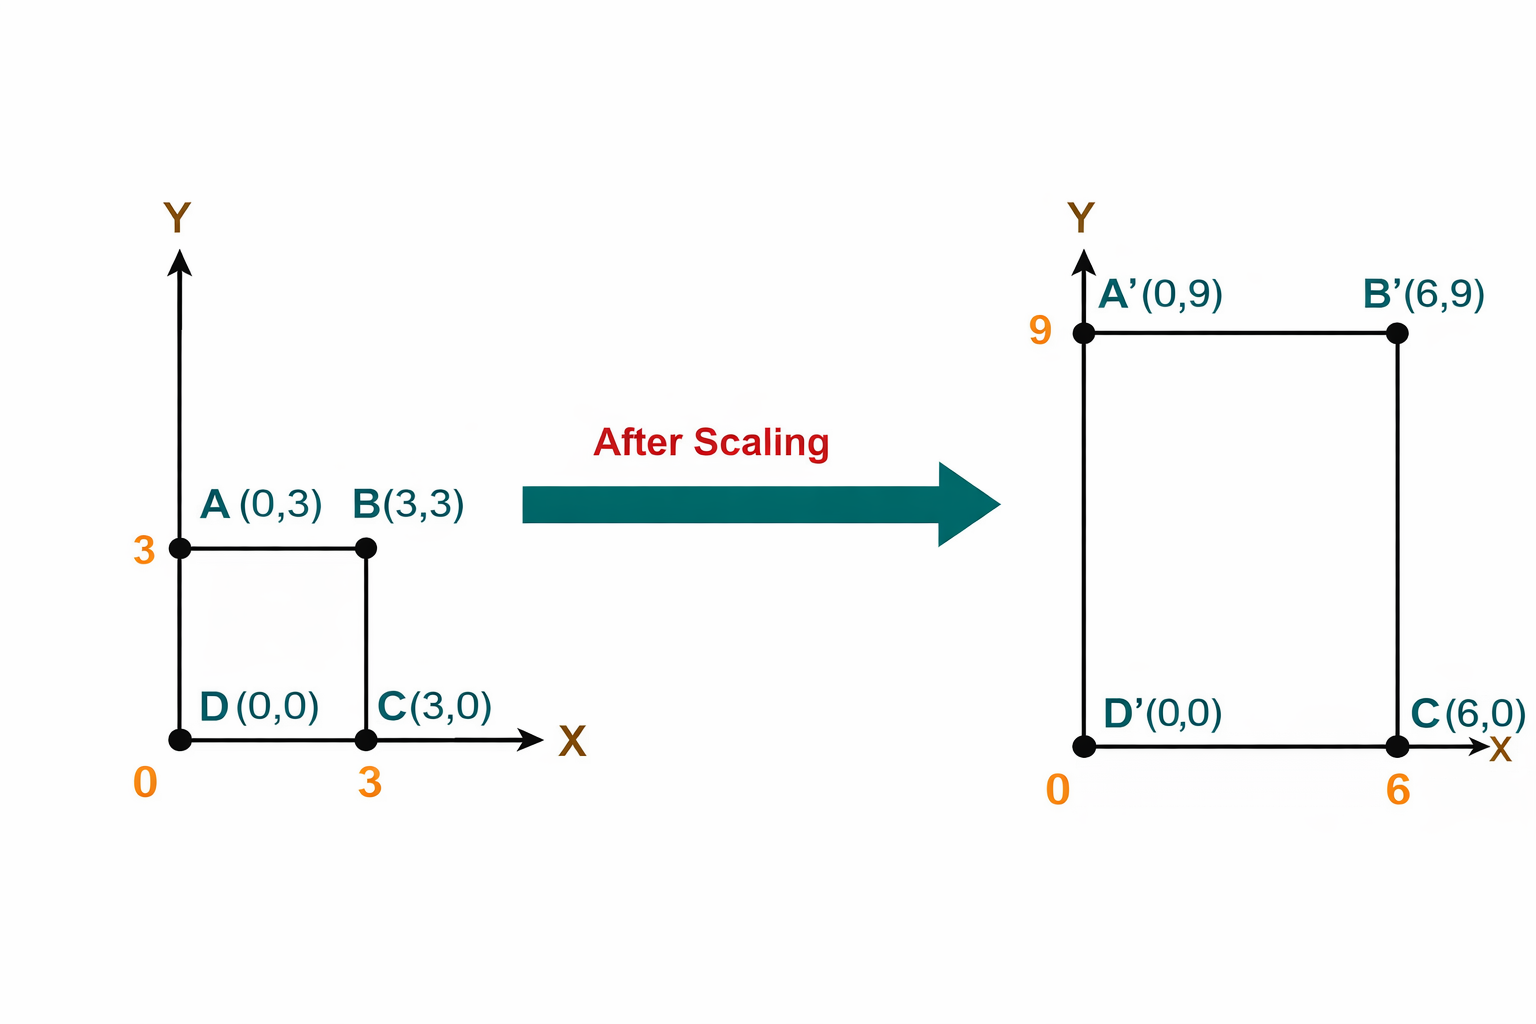 Y
A (0,3) B(3,3)
3
D (0,0) C(3,0)
X
0 3
After Scaling
Y
A’(0,9) B’(6,9)
9
D’(0,0) C (6,0)
X
0 6